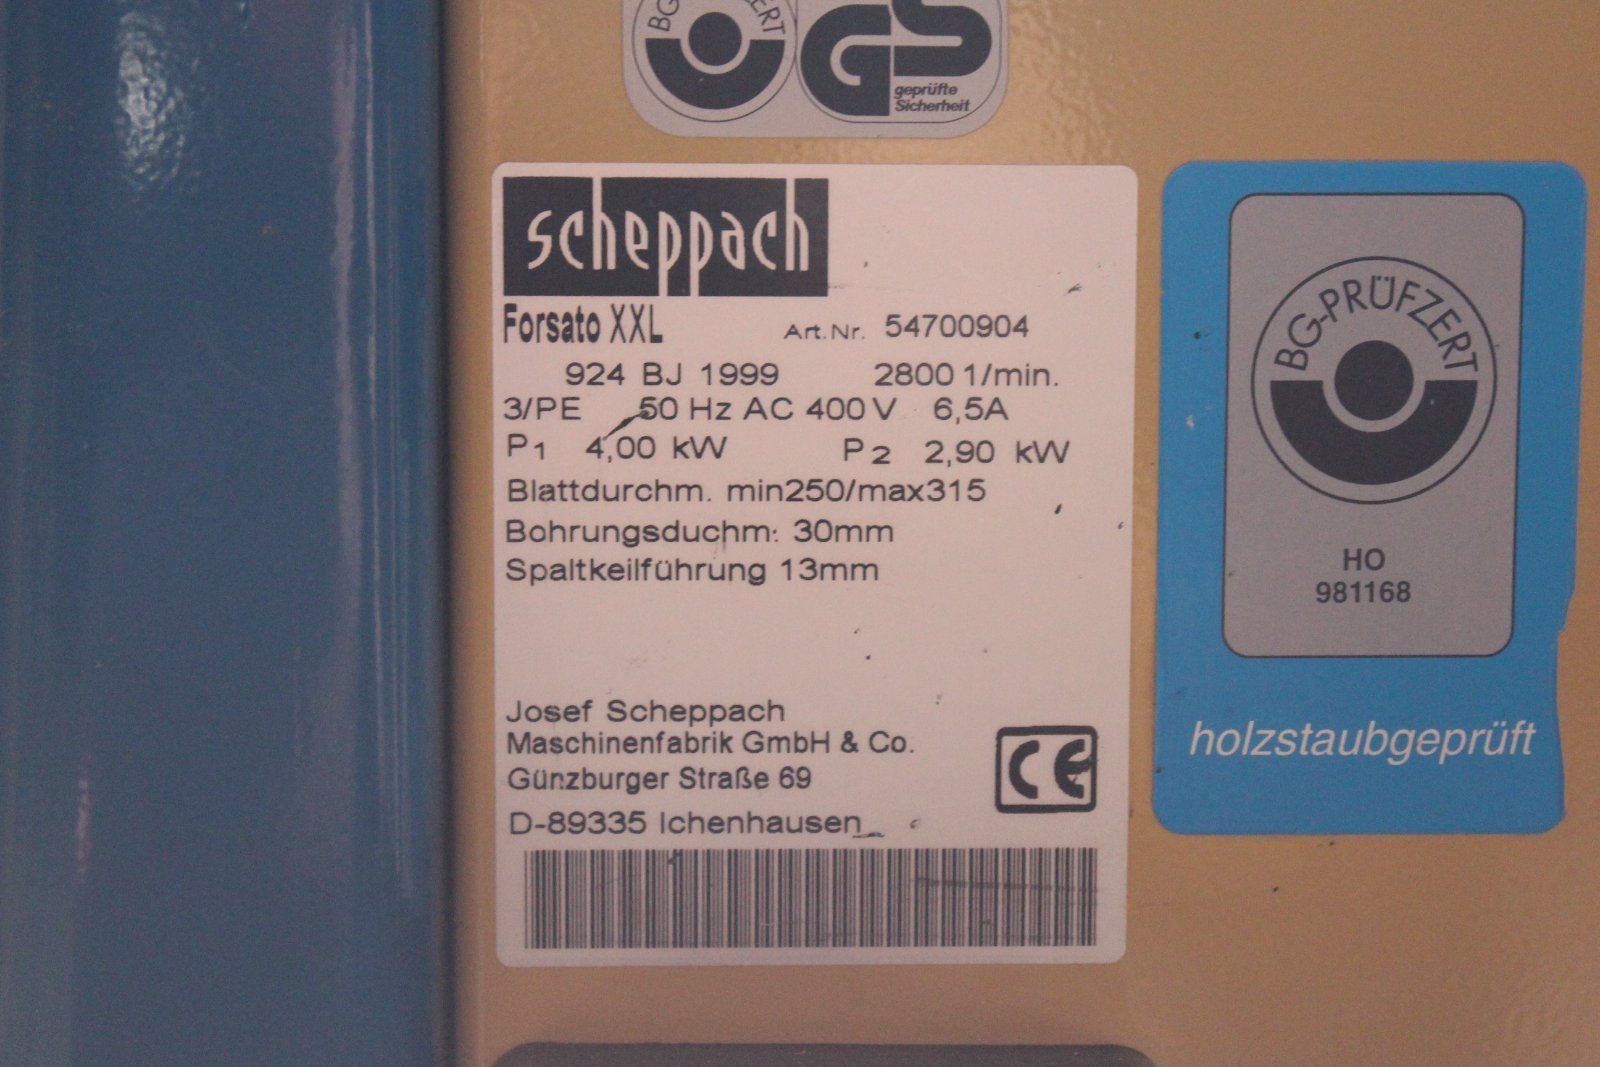 BG-PRÜFZERT
GS
geprüfte
Sicherheit
scheppach
Forsato XXL Art.Nr. 54700904
924 BJ 1999 2800 1/min.
3/PE 50 Hz AC 400 V 6,5A
P1 4,00 kW P2 2,90 kW
Blattdurchm. min250/max315
Bohrungsduchm: 30mm
Spaltkeilführung 13mm
Josef Scheppach
Maschinenfabrik GmbH & Co.
Günzburger Straße 69
D-89335 Ichenhausen
CE
BG-PRÜFZERT
HO
981168
holzstaubgeprüft